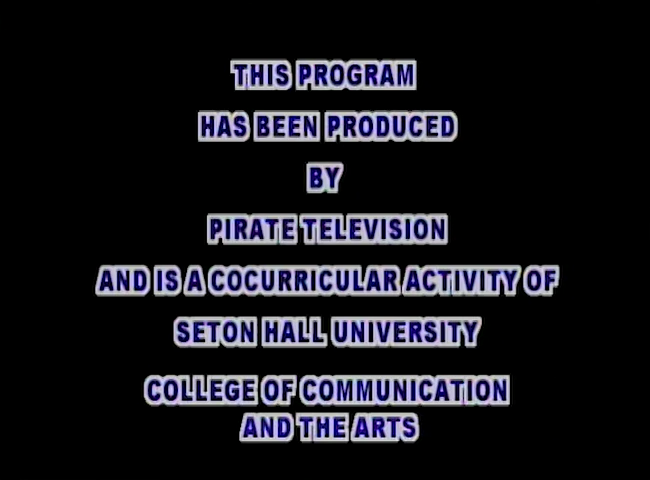 THIS PROGRAM
HAS BEEN PRODUCED
BY
PIRATE TELEVISION
AND IS A COCURRICULAR ACTIVITY OF
SETON HALL UNIVERSITY
COLLEGE OF COMMUNICATION
AND THE ARTS